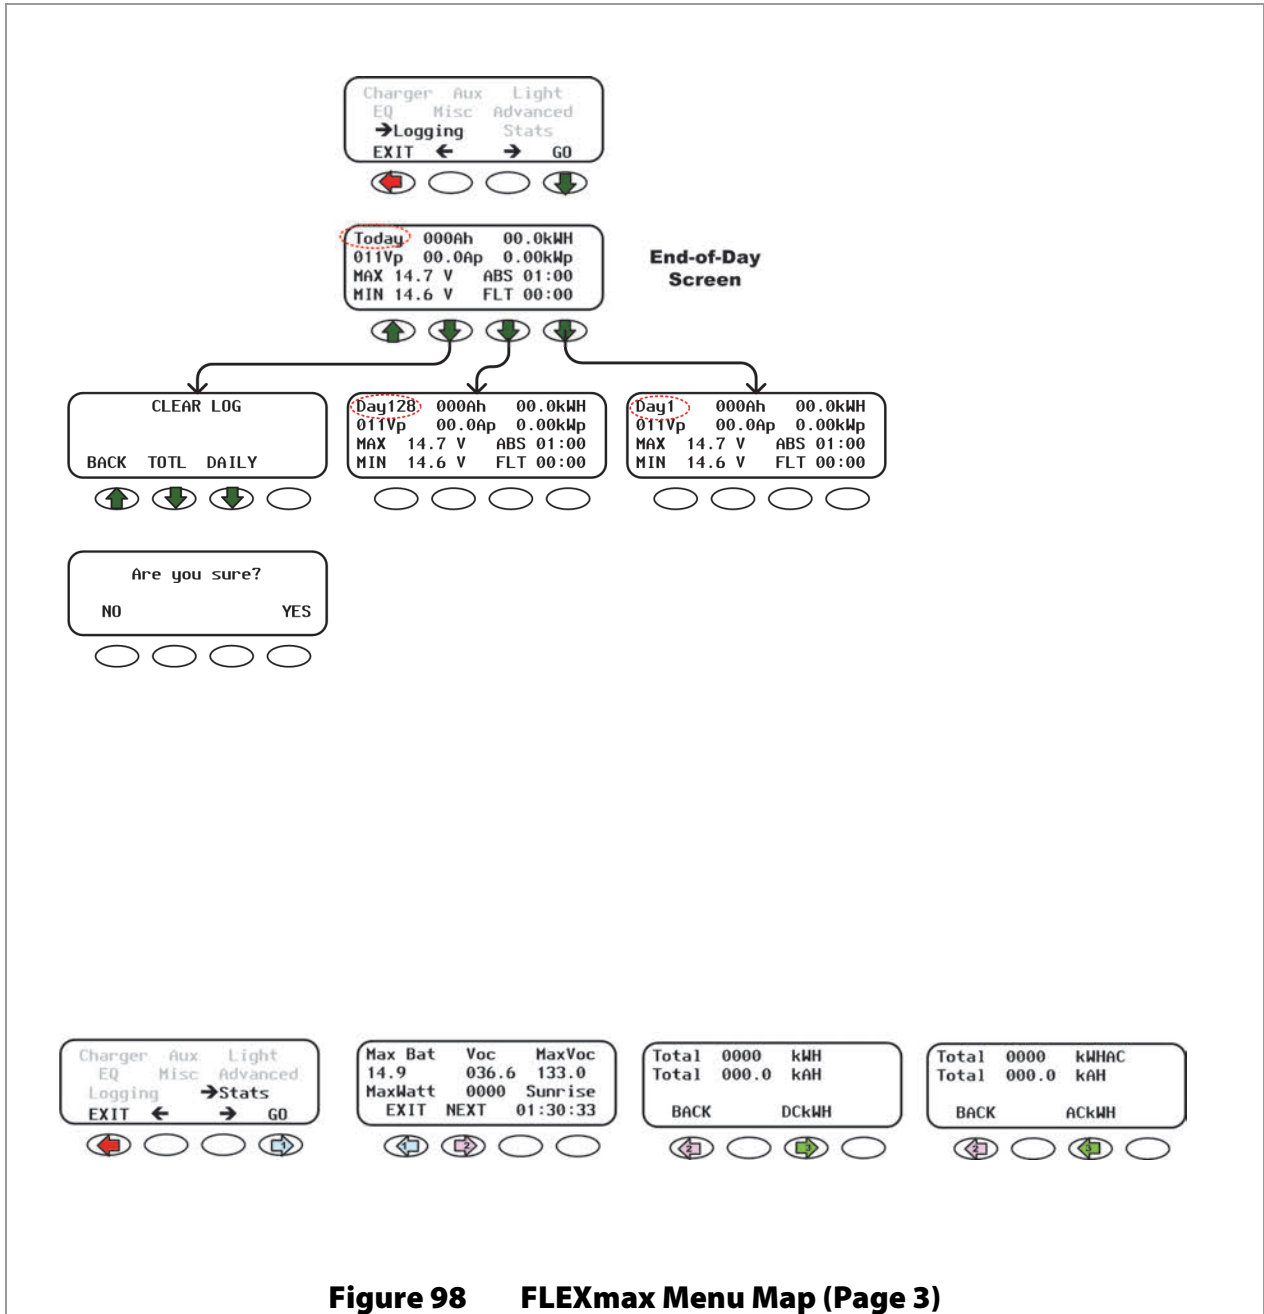 Charger Aux Light
EQ Misc Advanced
➔Logging Stats
EXIT ← → GO
Today 000Ah 00.0kWH
011Vp 00.0Ap 0.00kWp
MAX 14.7 V ABS 01:00
MIN 14.6 V FLT 00:00
End-of-Day
Screen
CLEAR LOG
BACK TOTL DAILY
Day128 000Ah 00.0kWH
011Vp 00.0Ap 0.00kWp
MAX 14.7 V ABS 01:00
MIN 14.6 V FLT 00:00
Day1 000Ah 00.0kWH
011Vp 00.0Ap 0.00kWp
MAX 14.7 V ABS 01:00
MIN 14.6 V FLT 00:00
Are you sure?
NO YES
Charger Aux Light
EQ Misc Advanced
Logging ➔Stats
EXIT ← → GO
1
Max Bat Voc MaxVoc
14.9 036.6 133.0
MaxWatt 0000 Sunrise
EXIT NEXT 01:30:33
1 2
Total 0000 kWH
Total 000.0 kAH
BACK DCkWH
2 3
Total 0000 kWHAC
Total 000.0 kAH
BACK ACkWH
2 3
Figure 98 FLEXmax Menu Map (Page 3)